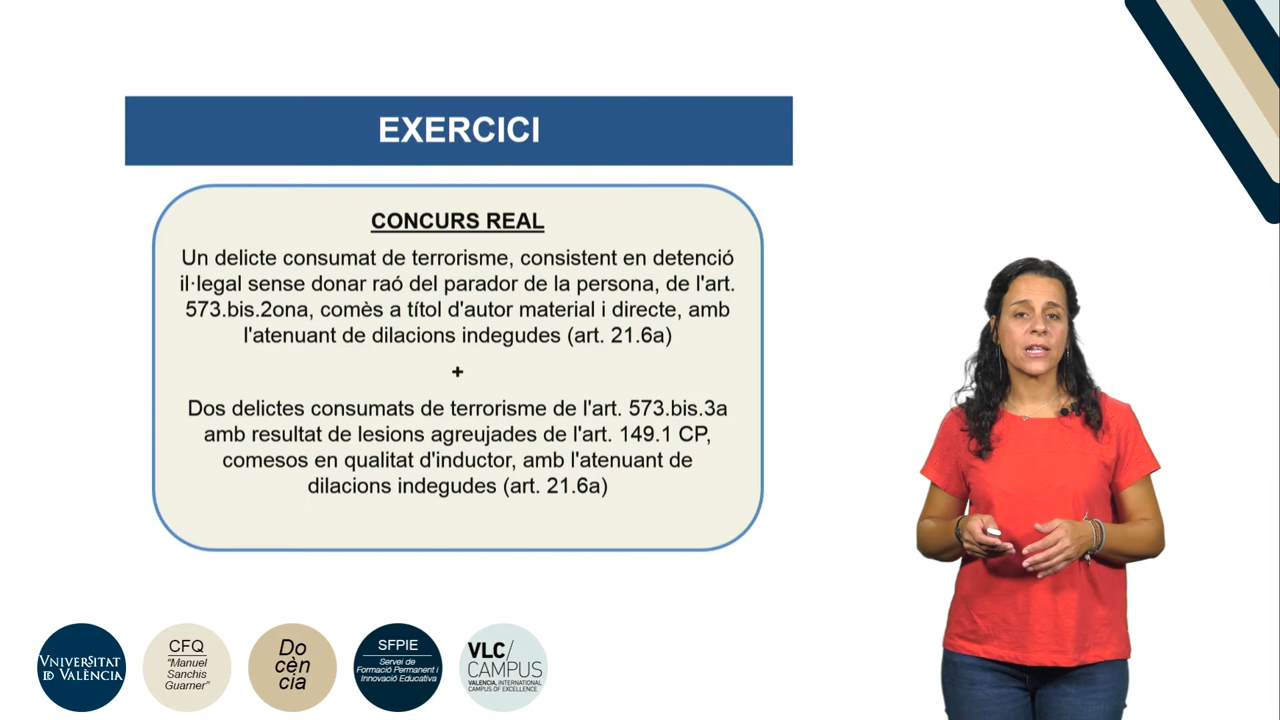 EXERCICI
CONCURS REAL
Un delicte consumat de terrorisme, consistent en detenció
il·legal sense donar raó del parador de la persona, de l'art.
573.bis.2ona, comès a títol d'autor material i directe, amb
l'atenuant de dilacions indegudes (art. 21.6a)
+
Dos delictes consumats de terrorisme de l'art. 573.bis.3a
amb resultat de lesions agreujades de l'art. 149.1 CP,
comesos en qualitat d'inductor, amb l'atenuant de
dilacions indegudes (art. 21.6a)
VNIVERSITAT
ID VALÈNCIA
CFQ
"Manuel
Sanchis
Guarner"
Do
cèn
cia
SFPIE
Servei de
Formació Permanent i
Innovació Educativa
VLC/
CAMPUS
VALENCIA, INTERNATIONAL
CAMPUS OF EXCELLENCE